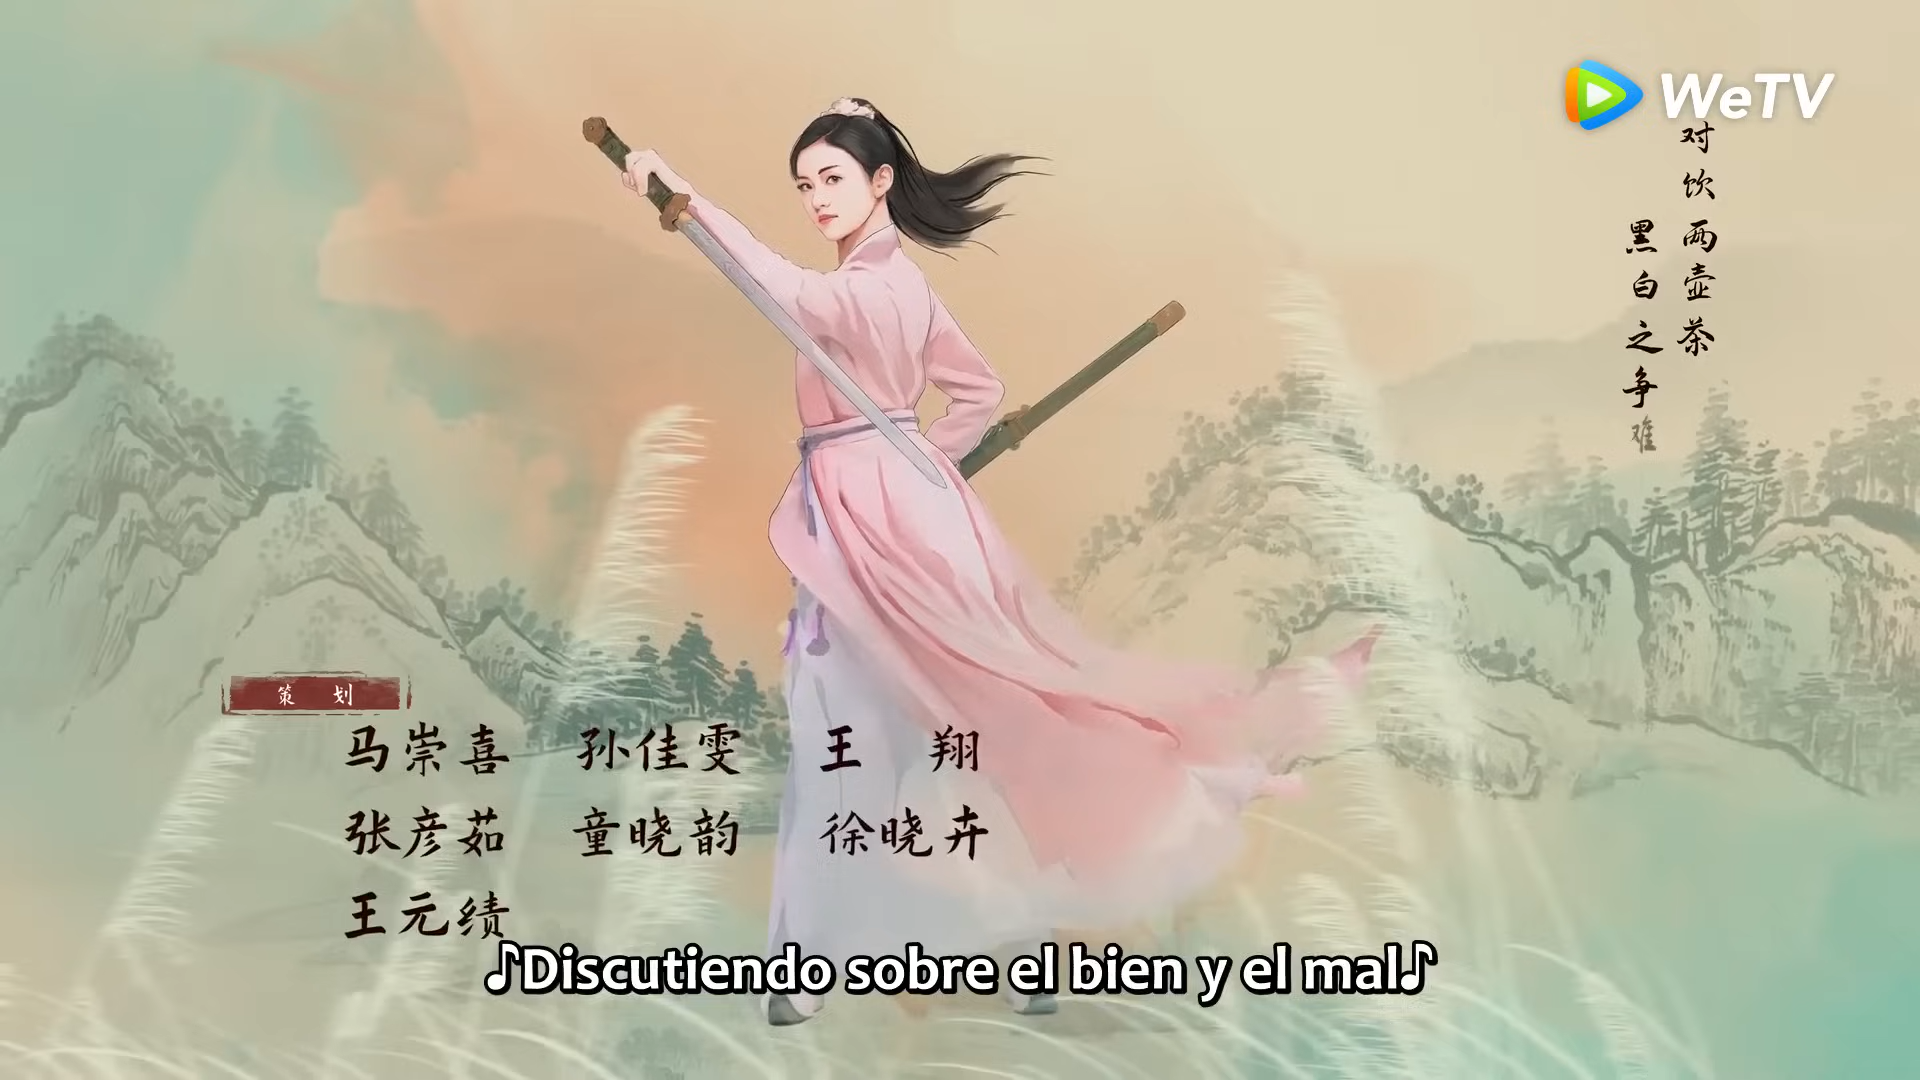 WeTV
对饮两壶茶
黑白之争难
策 划
马崇喜 孙佳雯 王 翔
张彦茹 童晓韵 徐晓卉
王元绩
♪Discutiendo sobre el bien y el mal♪